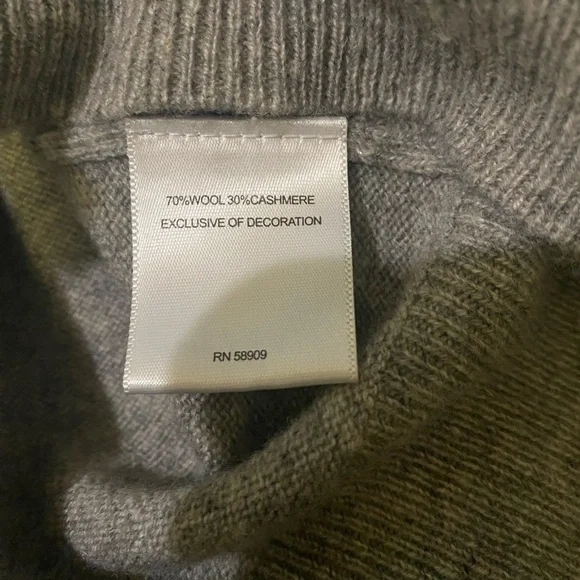 70%WOOL 30%CASHMERE
EXCLUSIVE OF DECORATION
RN 58909